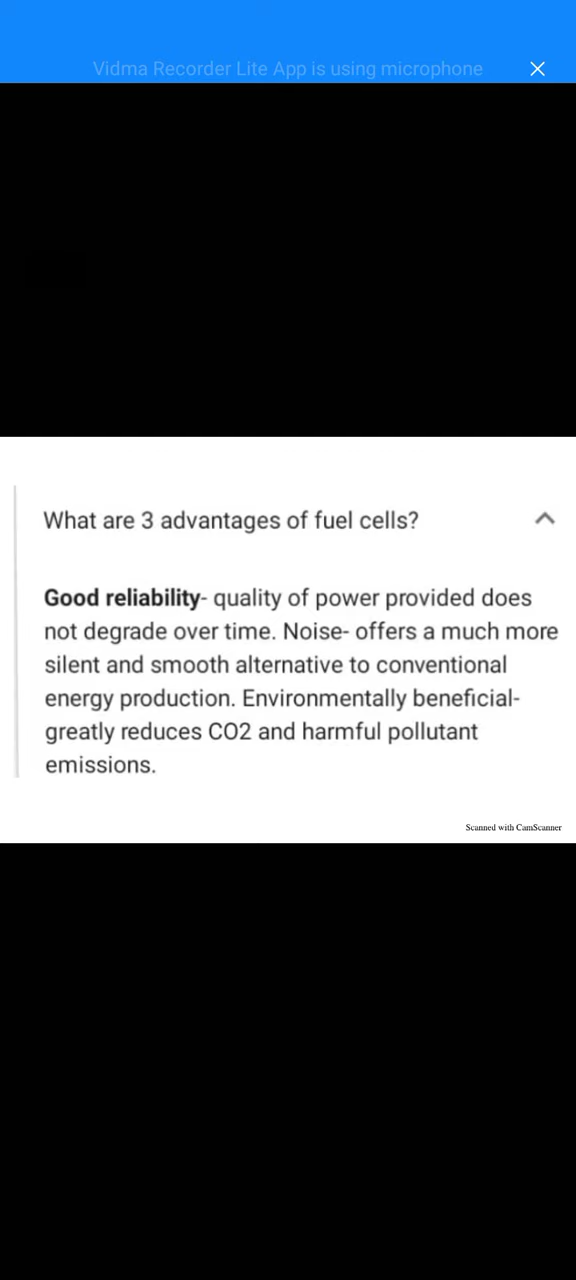 Vidma Recorder Lite App is using microphone
What are 3 advantages of fuel cells?
Good reliability- quality of power provided does
not degrade over time. Noise- offers a much more
silent and smooth alternative to conventional
energy production. Environmentally beneficial-
greatly reduces CO2 and harmful pollutant
emissions.
Scanned with CamScanner